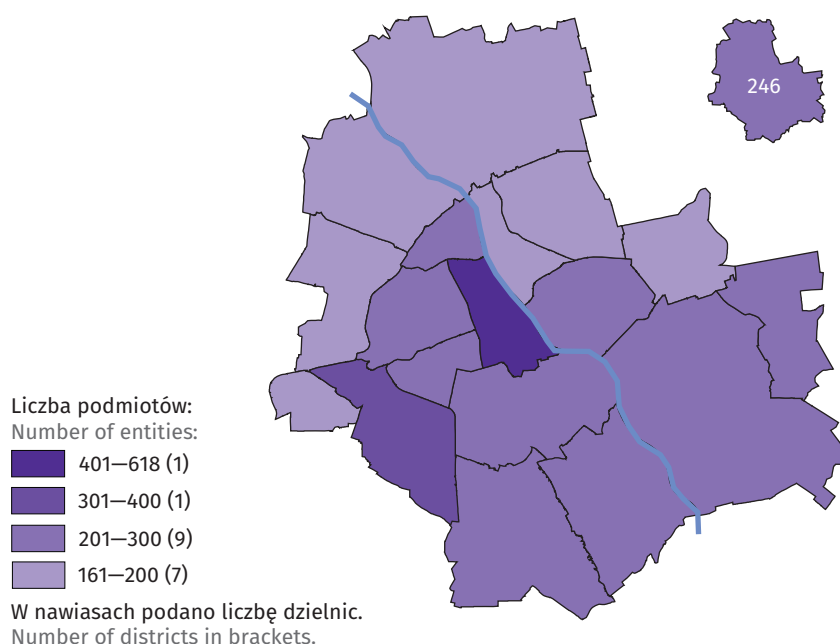 246
Liczba podmiotów:
Number of entities:
401—618 (1)
301—400 (1)
201—300 (9)
161—200 (7)
W nawiasach podano liczbę dzielnic.
Number of districts in brackets.